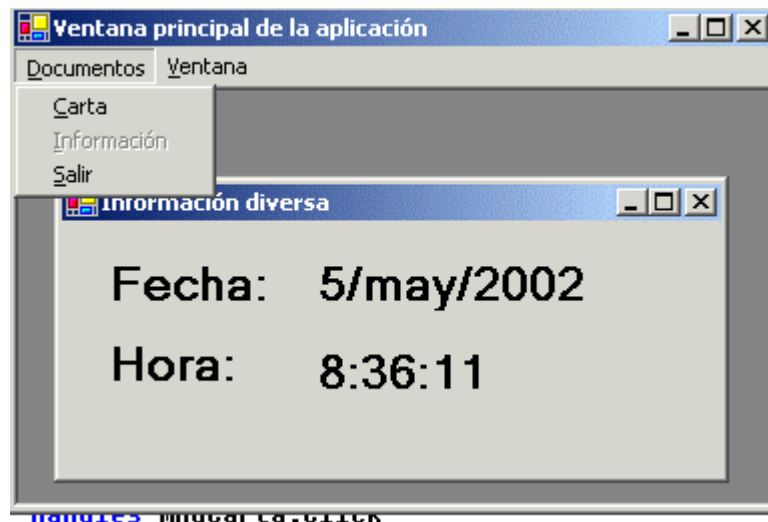 Ventana principal de la aplicación
Documentos Ventana
Carta
Información
Salir
Información diversa
Fecha: 5/may/2002
Hora: 8:36:11